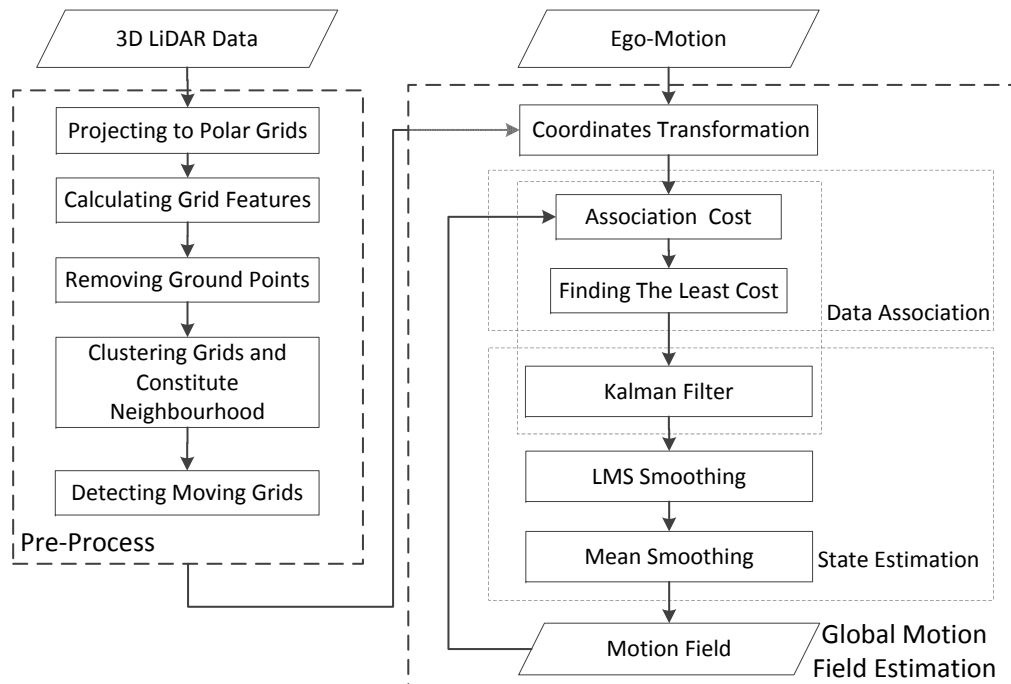 3D LiDAR Data
Projecting to Polar Grids
Calculating Grid Features
Removing Ground Points
Clustering Grids and
Constitute
Neighbourhood
Detecting Moving Grids
Pre-Process
Ego-Motion
Coordinates Transformation
Association Cost
Finding The Least Cost
Data Association
Kalman Filter
LMS Smoothing
Mean Smoothing
State Estimation
Motion Field
Global Motion
Field Estimation